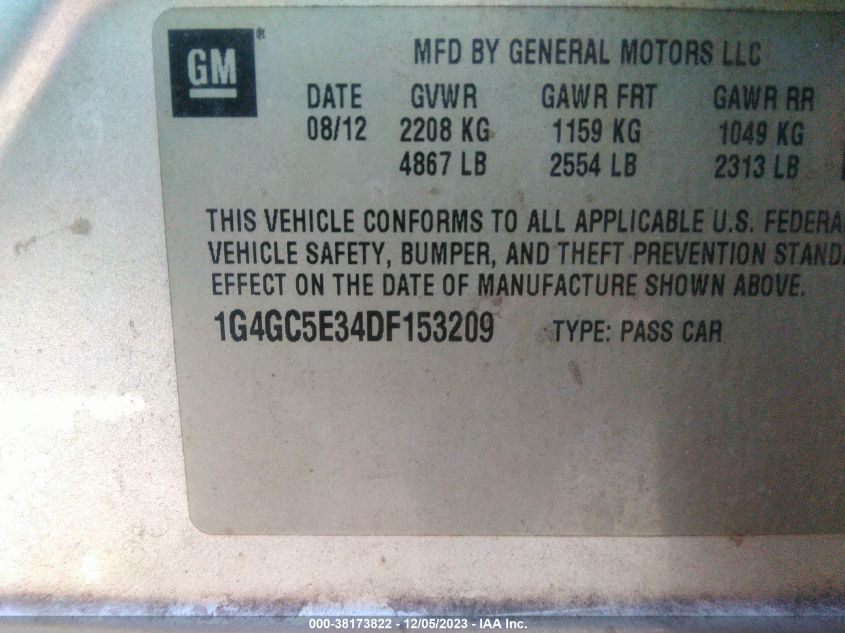 GM®
MFD BY GENERAL MOTORS LLC
DATE GVWR GAWR FRT GAWR RR
08/12 2208 KG 1159 KG 1049 KG
4867 LB 2554 LB 2313 LB
THIS VEHICLE CONFORMS TO ALL APPLICABLE U.S. FEDERA
VEHICLE SAFETY, BUMPER, AND THEFT PREVENTION STANDA
EFFECT ON THE DATE OF MANUFACTURE SHOWN ABOVE.
1G4GC5E34DF153209 TYPE: PASS CAR
000-38173822 - 12/05/2023 - IAA Inc.